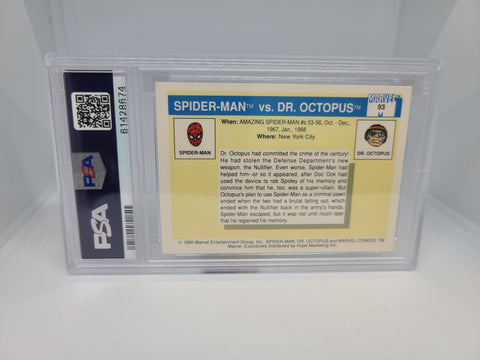 PSA
PSA
61428674
SPIDER-MAN™ vs. DR. OCTOPUS™
MARVEL
93
When: AMAZING SPIDER-MAN #s 53-56, Oct. - Dec.,
1967, Jan., 1968
Where: New York City
SPIDER-MAN
DR. OCTOPUS
Dr. Octopus had committed the crime of the century!
He had stolen the Defense Department's new
weapon, the Nullifier. Even worse, Spider-Man had
helped him--or so it appeared, after Doc Ock had
used the device to rob Spidey of his memory and
convince him that he, too, was a super-villain. But
Octopus's plan to use Spider-Man as a criminal pawn
ended when the two had a brutal falling out, which
ended with the Nullifier back in the army's hands.
Spider-Man escaped, but it was not until much later
that he regained his memory.
© 1990 Marvel Entertainment Group, Inc. SPIDER-MAN, DR. OCTOPUS and MARVEL COMICS: TM
Marvel. Exclusively distributed by Impel Marketing Inc.